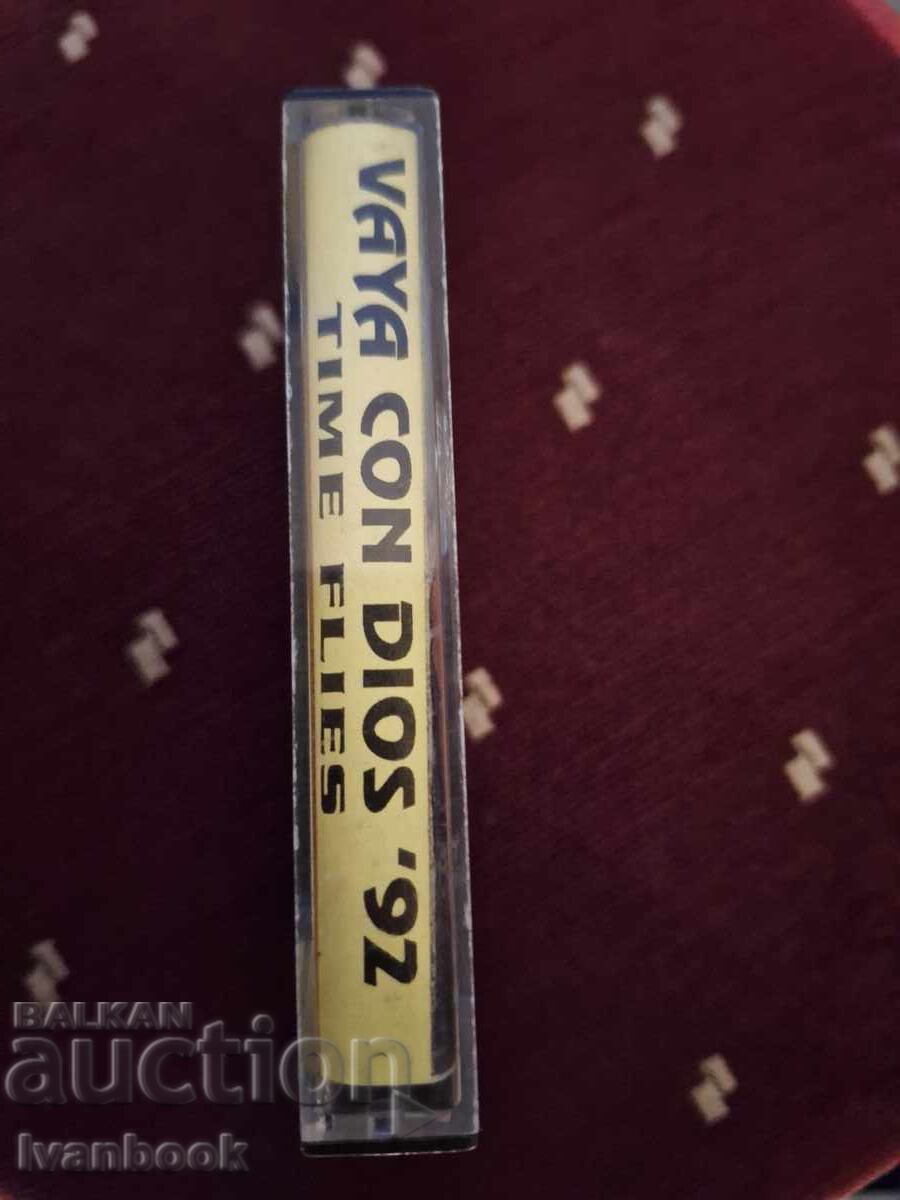 VAYA CON DIOS '92
TIME FLIES
BALKAN
auction
Ivanbook